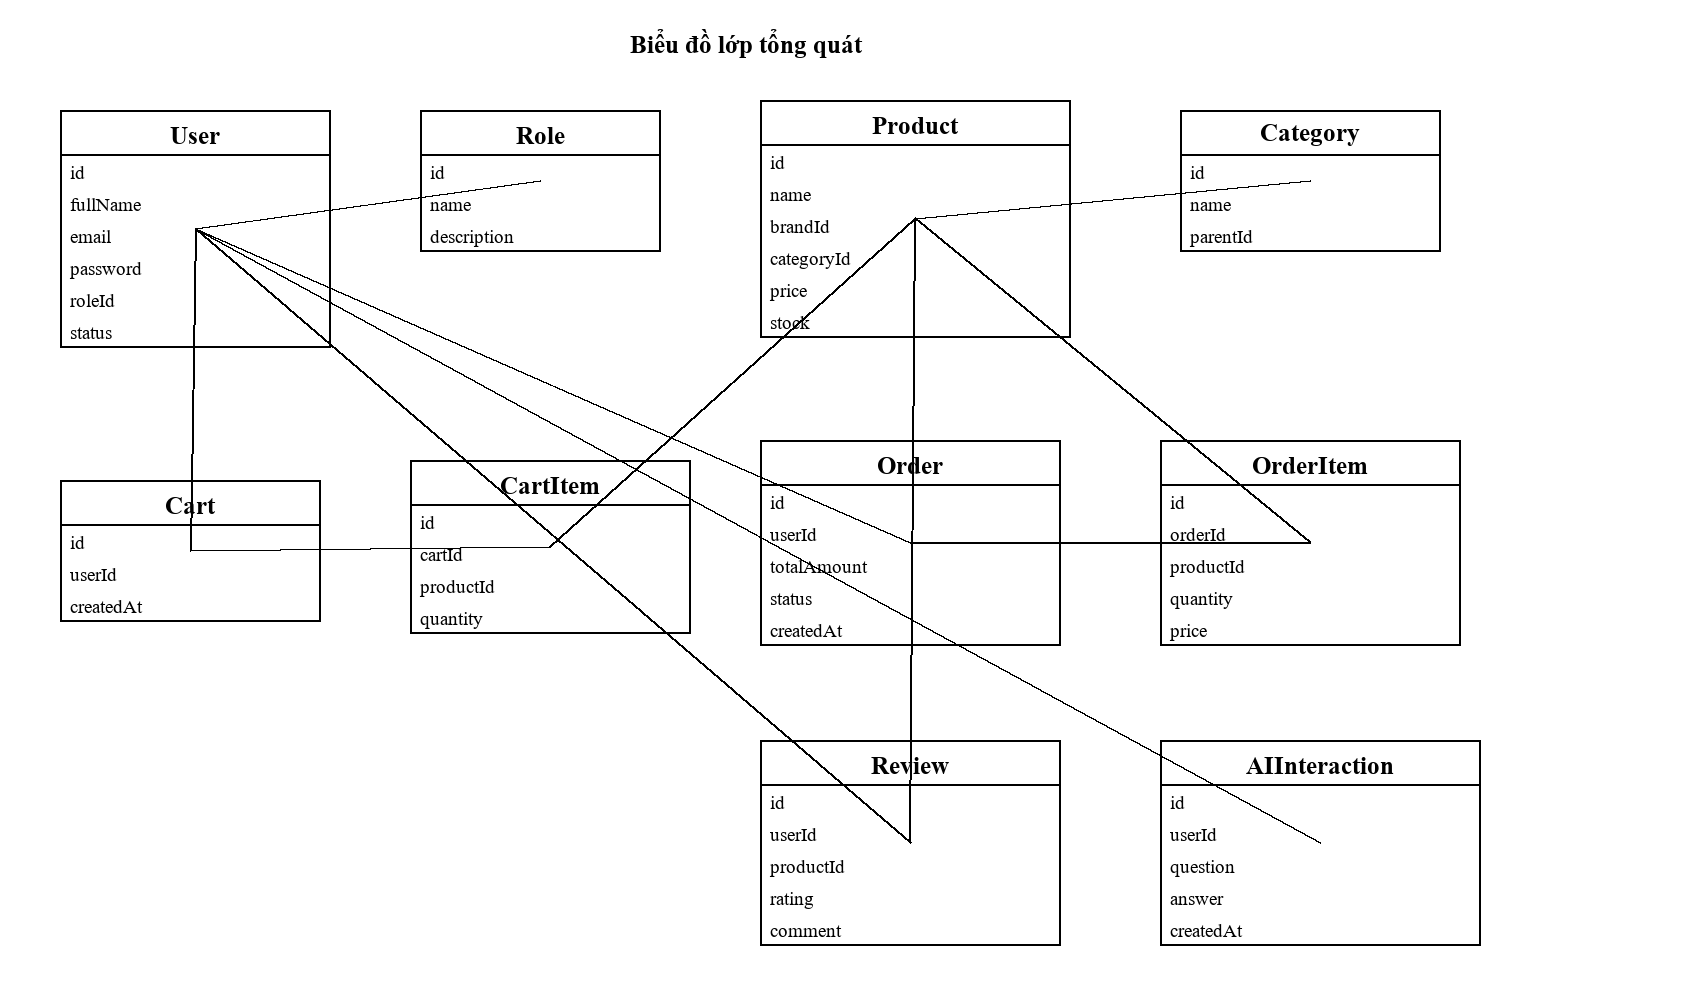 Biểu đồ lớp tổng quát
User
id
fullName
email
password
roleId
status
Role
id
name
description
Product
id
name
brandId
categoryId
price
stock
Category
id
name
parentId
Cart
id
userId
createdAt
CartItem
id
cartId
productId
quantity
Order
id
userId
totalAmount
status
createdAt
OrderItem
id
orderId
productId
quantity
price
Review
id
userId
productId
rating
comment
AIInteraction
id
userId
question
answer
createdAt